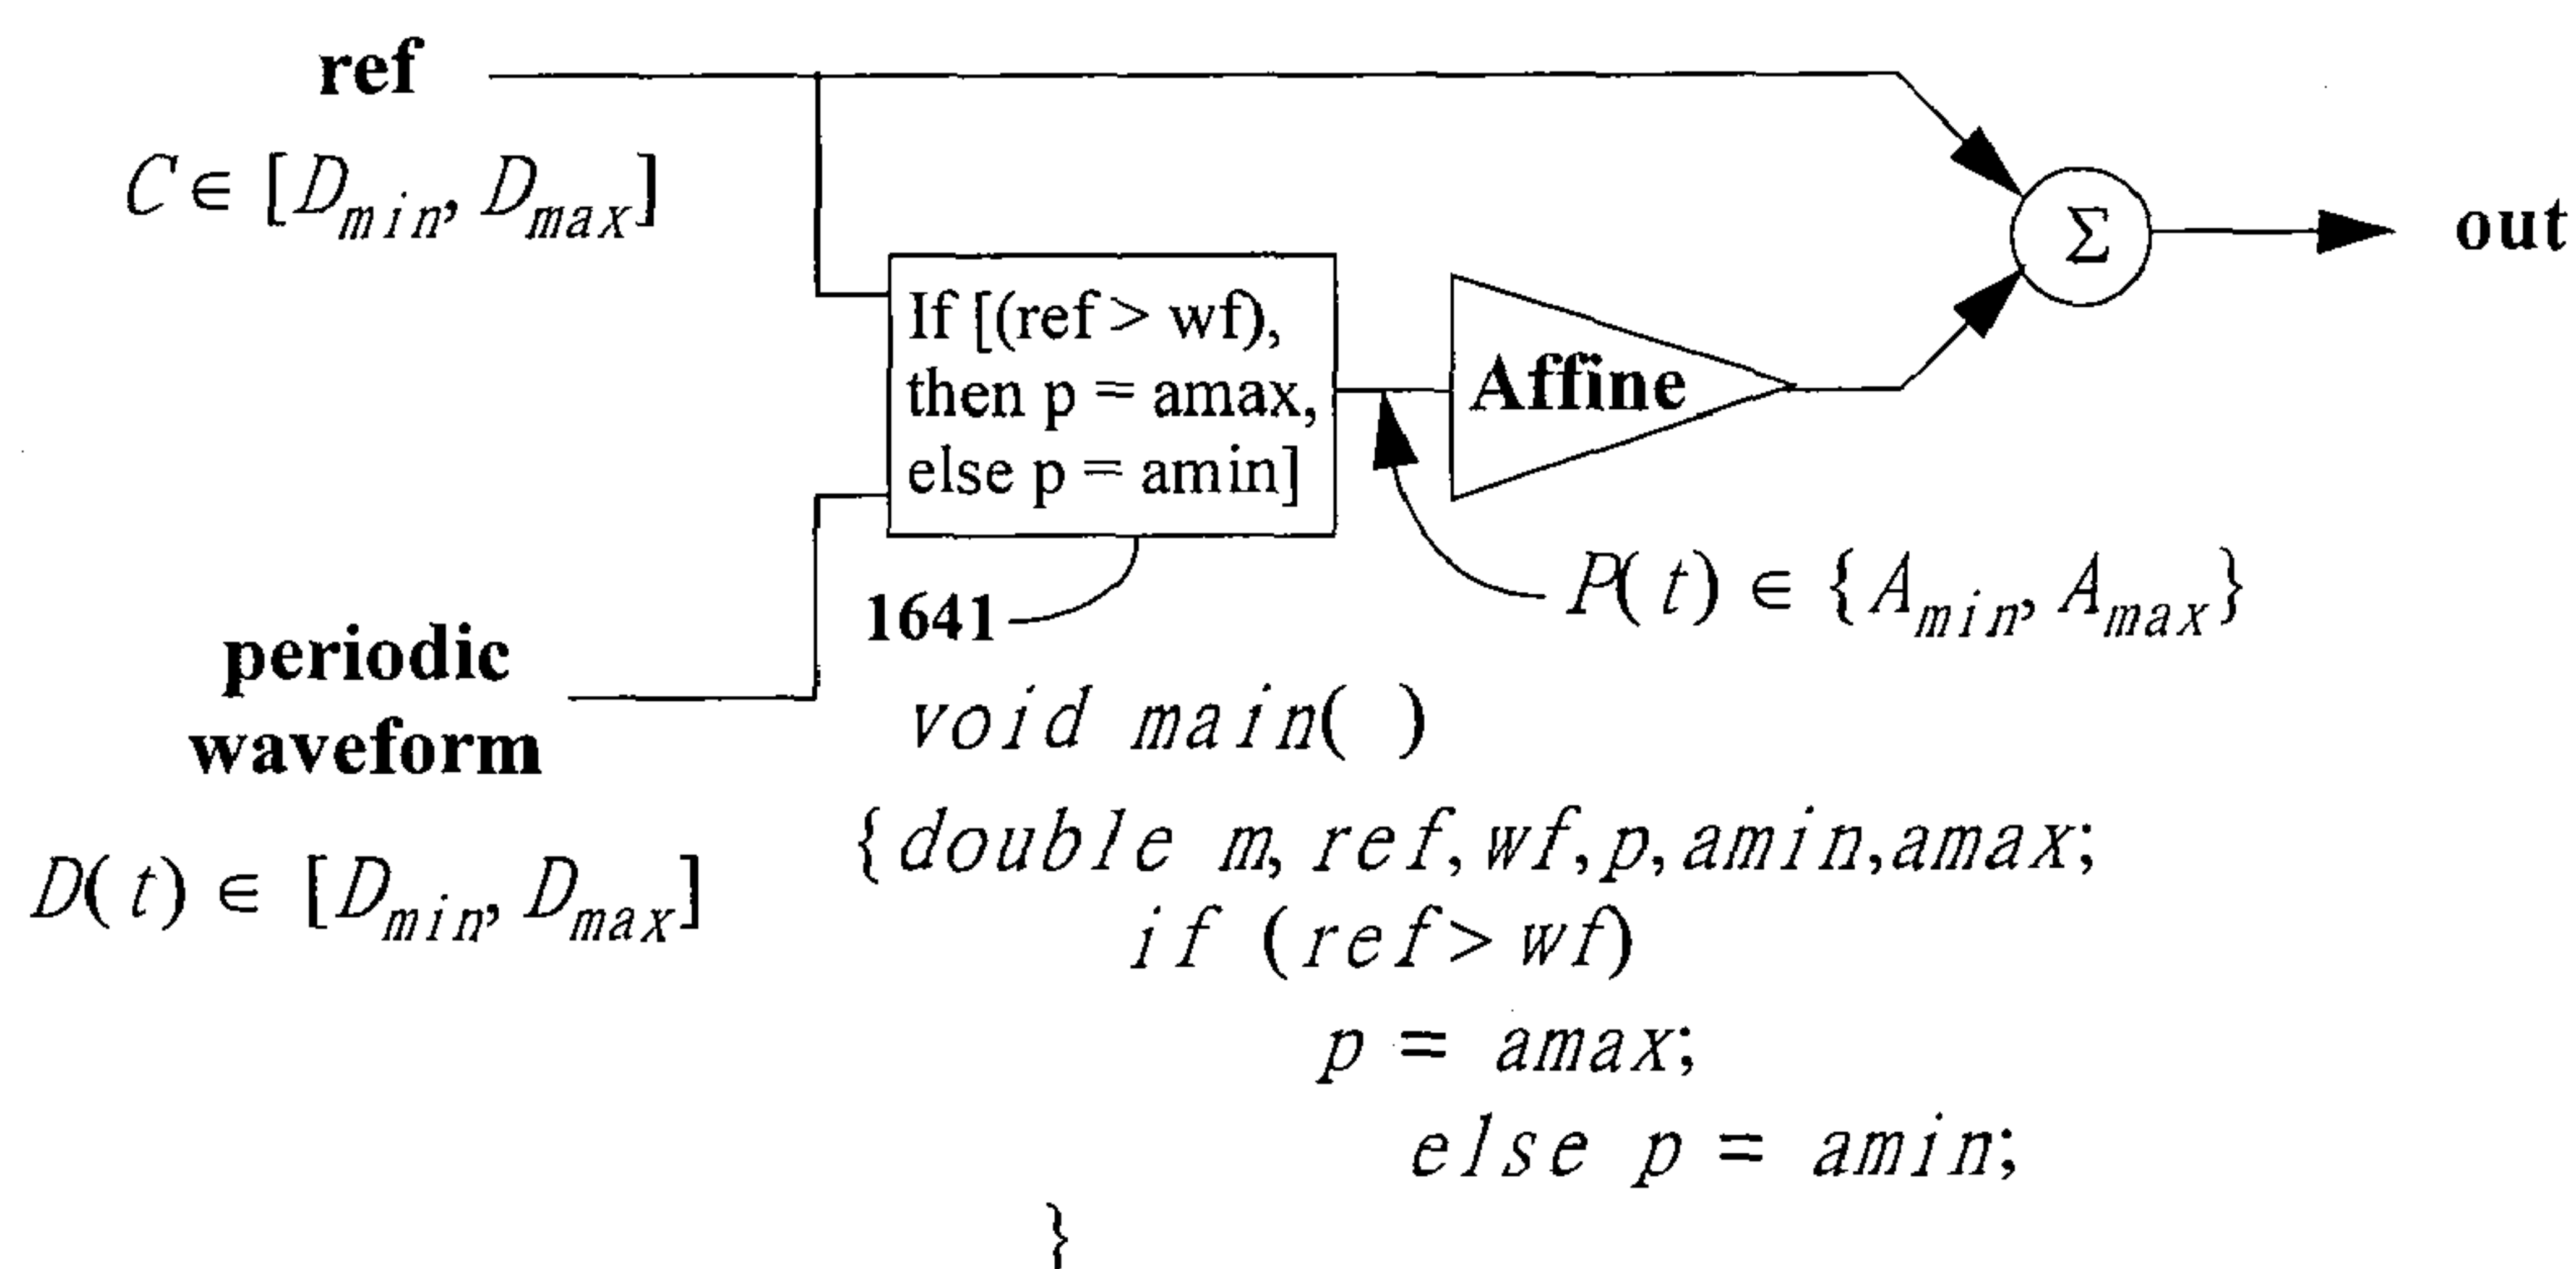 ref
C ∈ [D_min, D_max]
Σ
out
If [(ref > wf),
then p = amax,
else p = amin]
Affine
1641
P(t) ∈ {A_min, A_max}
periodic
waveform
D(t) ∈ [D_min, D_max]
void main( )
{double m, ref, wf, p, amin, amax;
if (ref > wf)
p = amax;
else p = amin;
}